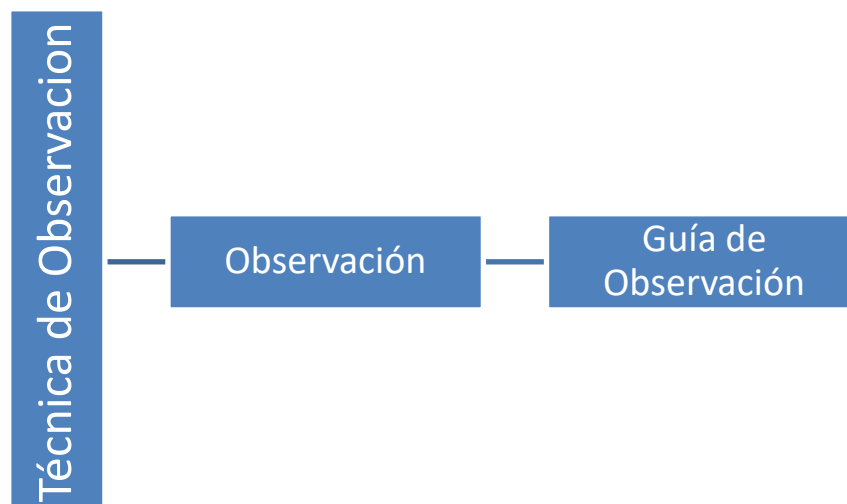 Técnica de Observacion
Observación
Guía de
Observación